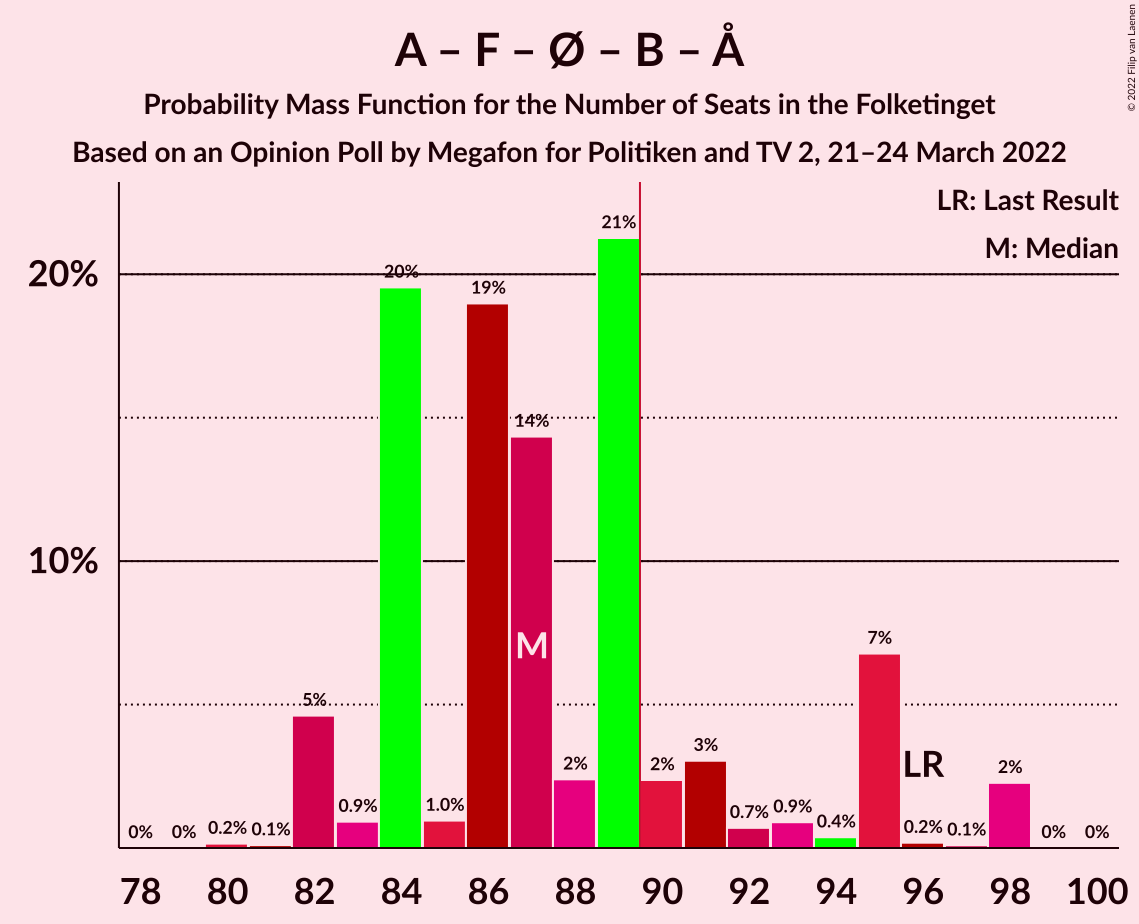 A – F – Ø – B – Å
Probability Mass Function for the Number of Seats in the Folketinget
Based on an Opinion Poll by Megafon for Politiken and TV 2, 21–24 March 2022
© 2022 Filip van Laenen
LR: Last Result
M: Median
20%
10%
0%
0%
0.2%
0.1%
5%
0.9%
20%
1.0%
19%
14%
2%
21%
2%
3%
0.7%
0.9%
0.4%
7%
0.2%
0.1%
2%
0%
0%
M
LR
78 80 82 84 86 88 90 92 94 96 98 100